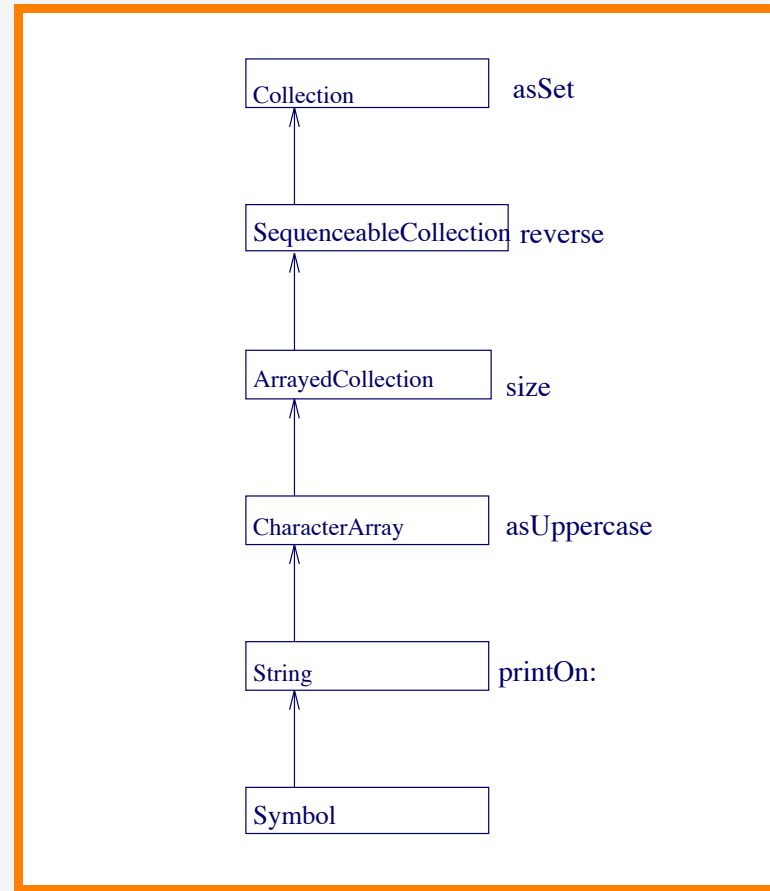 Collection asSet
SequenceableCollection reverse
ArrayedCollection size
CharacterArray asUppercase
String printOn:
Symbol